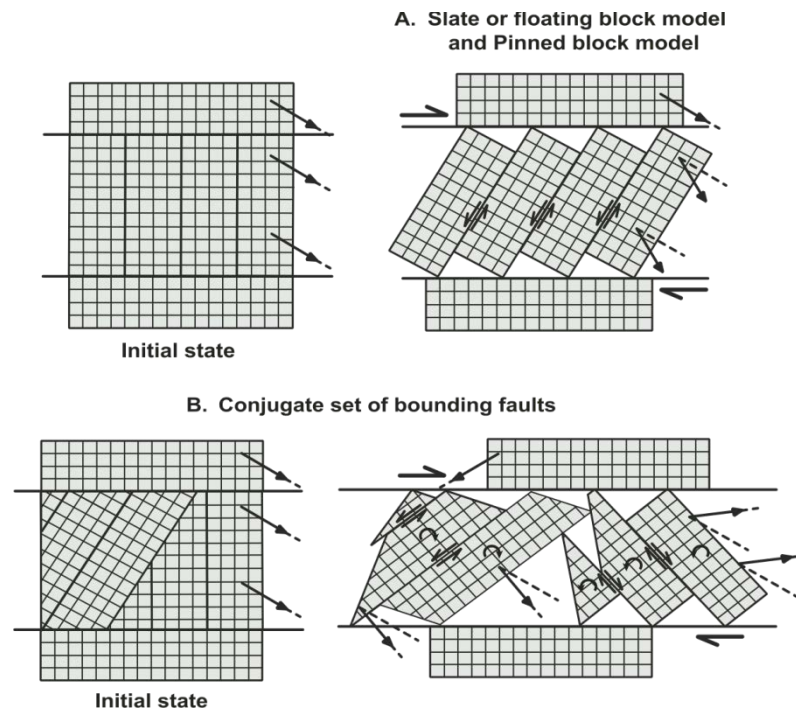 A. Slate or floating block model
and Pinned block model
Initial state
B. Conjugate set of bounding faults
Initial state